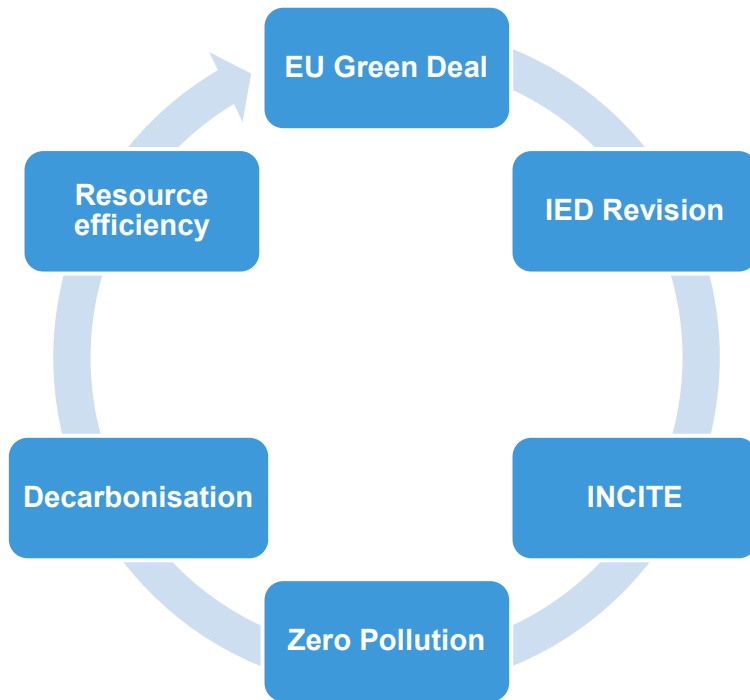 EU Green Deal
IED Revision
INCITE
Zero Pollution
Decarbonisation
Resource
efficiency